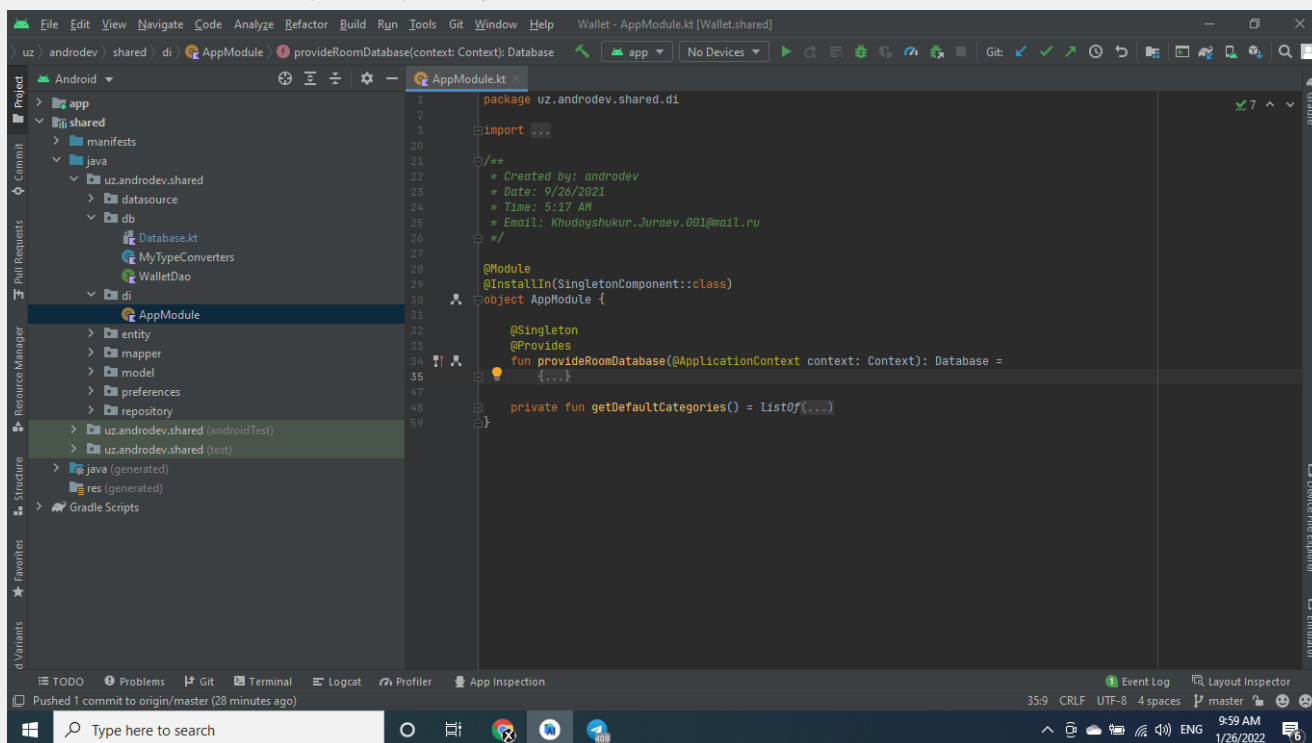 File Edit View Navigate Code Analyze Refactor Build Run Tools Git Window Help Wallet - AppModule.kt [Wallet.shared]
uz androdev shared di AppModule provideRoomDatabase(context: Context): Database app No Devices Git:
Project
Android
AppModule.kt
app
shared
manifests
java
uz.androdev.shared
datasource
db
Database.kt
MyTypeConverters
WalletDao
di
AppModule
entity
mapper
model
preferences
repository
uz.androdev.shared (androidTest)
uz.androdev.shared (test)
java (generated)
res (generated)
Gradle Scripts
Commit
Pull Requests
Resource Manager
Structure
Favorites
d Variants
1 package uz.androdev.shared.di
2
3 import ...
20
21 /**
22 * Created by: androdev
23 * Date: 9/26/2021
24 * Time: 5:17 AM
25 * Email: Khudoyshukur.Juraev.001@mail.ru
26 */
27
28 @Module
29 @InstallIn(SingletonComponent::class)
30 object AppModule {
31
32 @Singleton
33 @Provides
34 fun provideRoomDatabase(@ApplicationContext context: Context): Database =
35 {...}
47
48 private fun getDefaultCategories() = listOf(...)
59 }
7
Device File Explorer
Emulator
TODO Problems Git Terminal Logcat Profiler App Inspection 1 Event Log Layout Inspector
Pushed 1 commit to origin/master (28 minutes ago) 35:9 CRLF UTF-8 4 spaces master
Type here to search
409
ENG
9:59 AM
1/26/2022
6